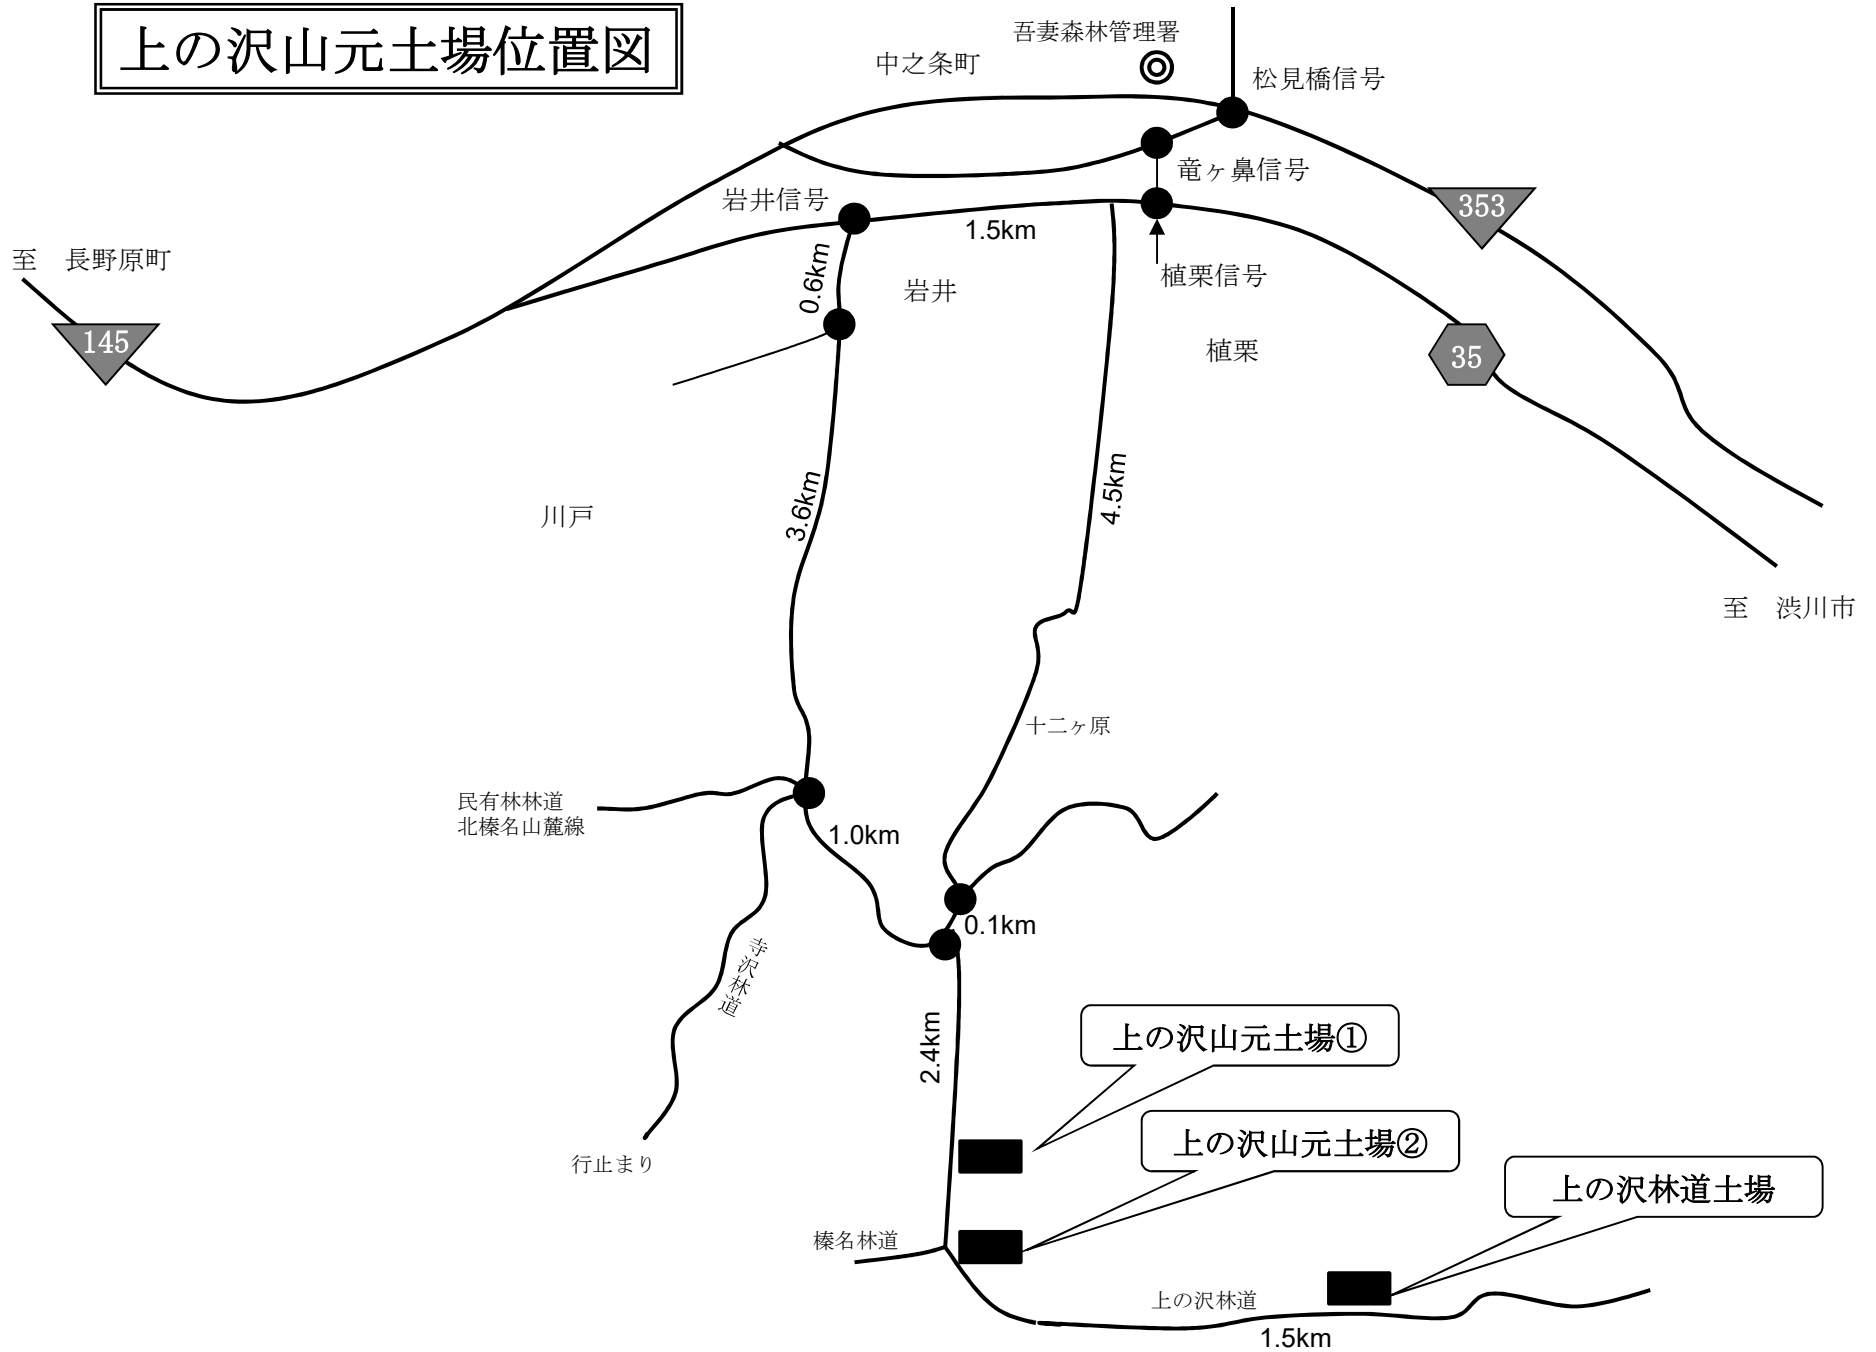 上の沢山元土場位置図
吾妻森林管理署
中之条町
松見橋信号
竜ヶ鼻信号
岩井信号
353
1.5km
至　長野原町
0.6km
岩井
植栗信号
145
植栗
35
3.6km
4.5km
川戸
至　渋川市
十二ヶ原
民有林林道
北榛名山麓線
1.0km
0.1km
寺沢林道
2.4km
上の沢山元土場①
上の沢山元土場②
行止まり
上の沢林道土場
榛名林道
上の沢林道
1.5km